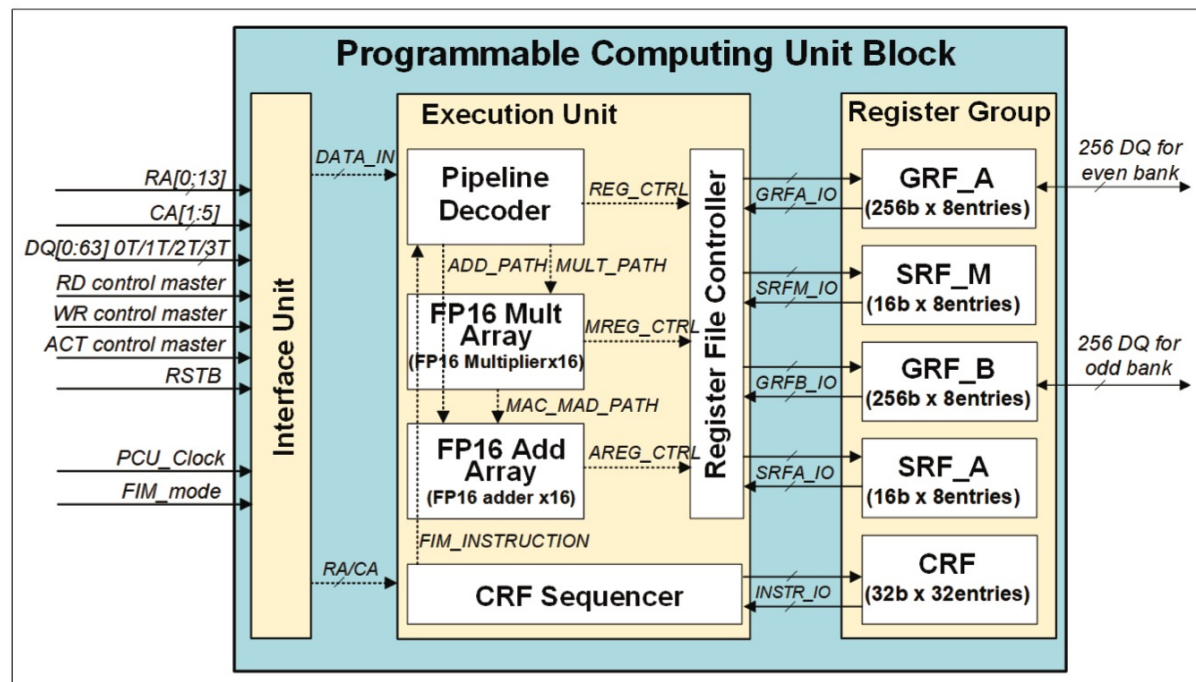 Programmable Computing Unit Block
RA[0:13]
CA[1:5]
DQ[0:63] 0T/1T/2T/3T
RD control master
WR control master
ACT control master
RSTB
PCU_Clock
FIM_mode
Interface Unit
DATA_IN
RA/CA
Execution Unit
Pipeline
Decoder
REG_CTRL
ADD_PATH
MULT_PATH
FP16 Mult
Array
(FP16 Multiplierx16)
MREG_CTRL
MAC_MAD_PATH
FP16 Add
Array
(FP16 adder x16)
AREG_CTRL
FIM_INSTRUCTION
CRF Sequencer
Register File Controller
GRFA_IO
SRFM_IO
GRFB_IO
SRFA_IO
INSTR_IO
Register Group
GRF_A
(256b x 8entries)
SRF_M
(16b x 8entries)
GRF_B
(256b x 8entries)
SRF_A
(16b x 8entries)
CRF
(32b x 32entries)
256 DQ for
even bank
256 DQ for
odd bank